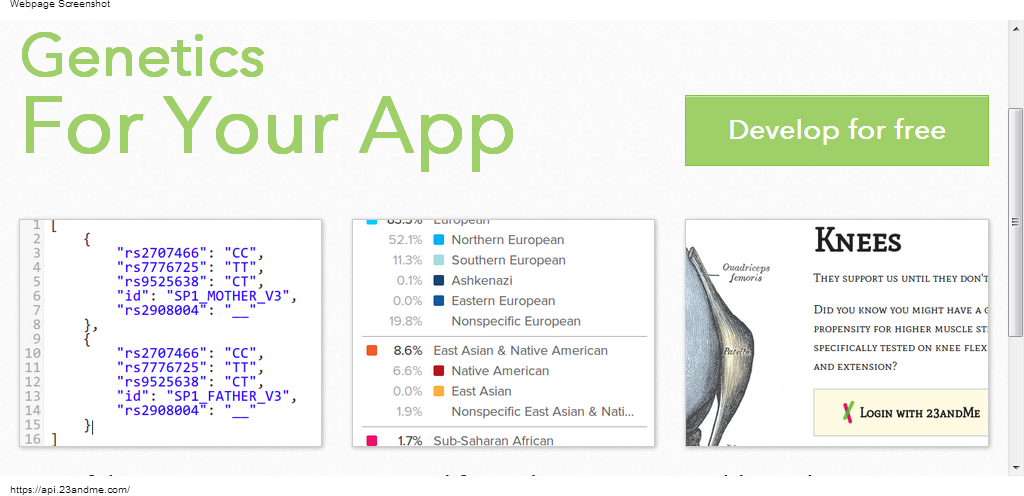 Webpage Screenshot
Genetics
For Your App
Develop for free
1 [
2 {
3 "rs2707466": "CC",
4 "rs7776725": "TT",
5 "rs9525638": "CT",
6 "id": "SP1_MOTHER_V3",
7 "rs2908004": "__"
8 },
9 {
10 "rs2707466": "CC",
11 "rs7776725": "TT",
12 "rs9525638": "CT",
13 "id": "SP1_FATHER_V3",
14 "rs2908004": "__"
15 }
16 ]
83.3% European
52.1% Northern European
11.3% Southern European
0.1% Ashkenazi
0.0% Eastern European
19.8% Nonspecific European
8.6% East Asian & Native American
6.6% Native American
0.0% East Asian
1.9% Nonspecific East Asian & Nati...
1.7% Sub-Saharan African
Quadriceps
femoris
Patella
Knees
They support us until they don't
Did you know you might have a
propensity for higher muscle
specifically tested on knee flex
and extension?
Login with 23andMe
https://api.23andme.com/